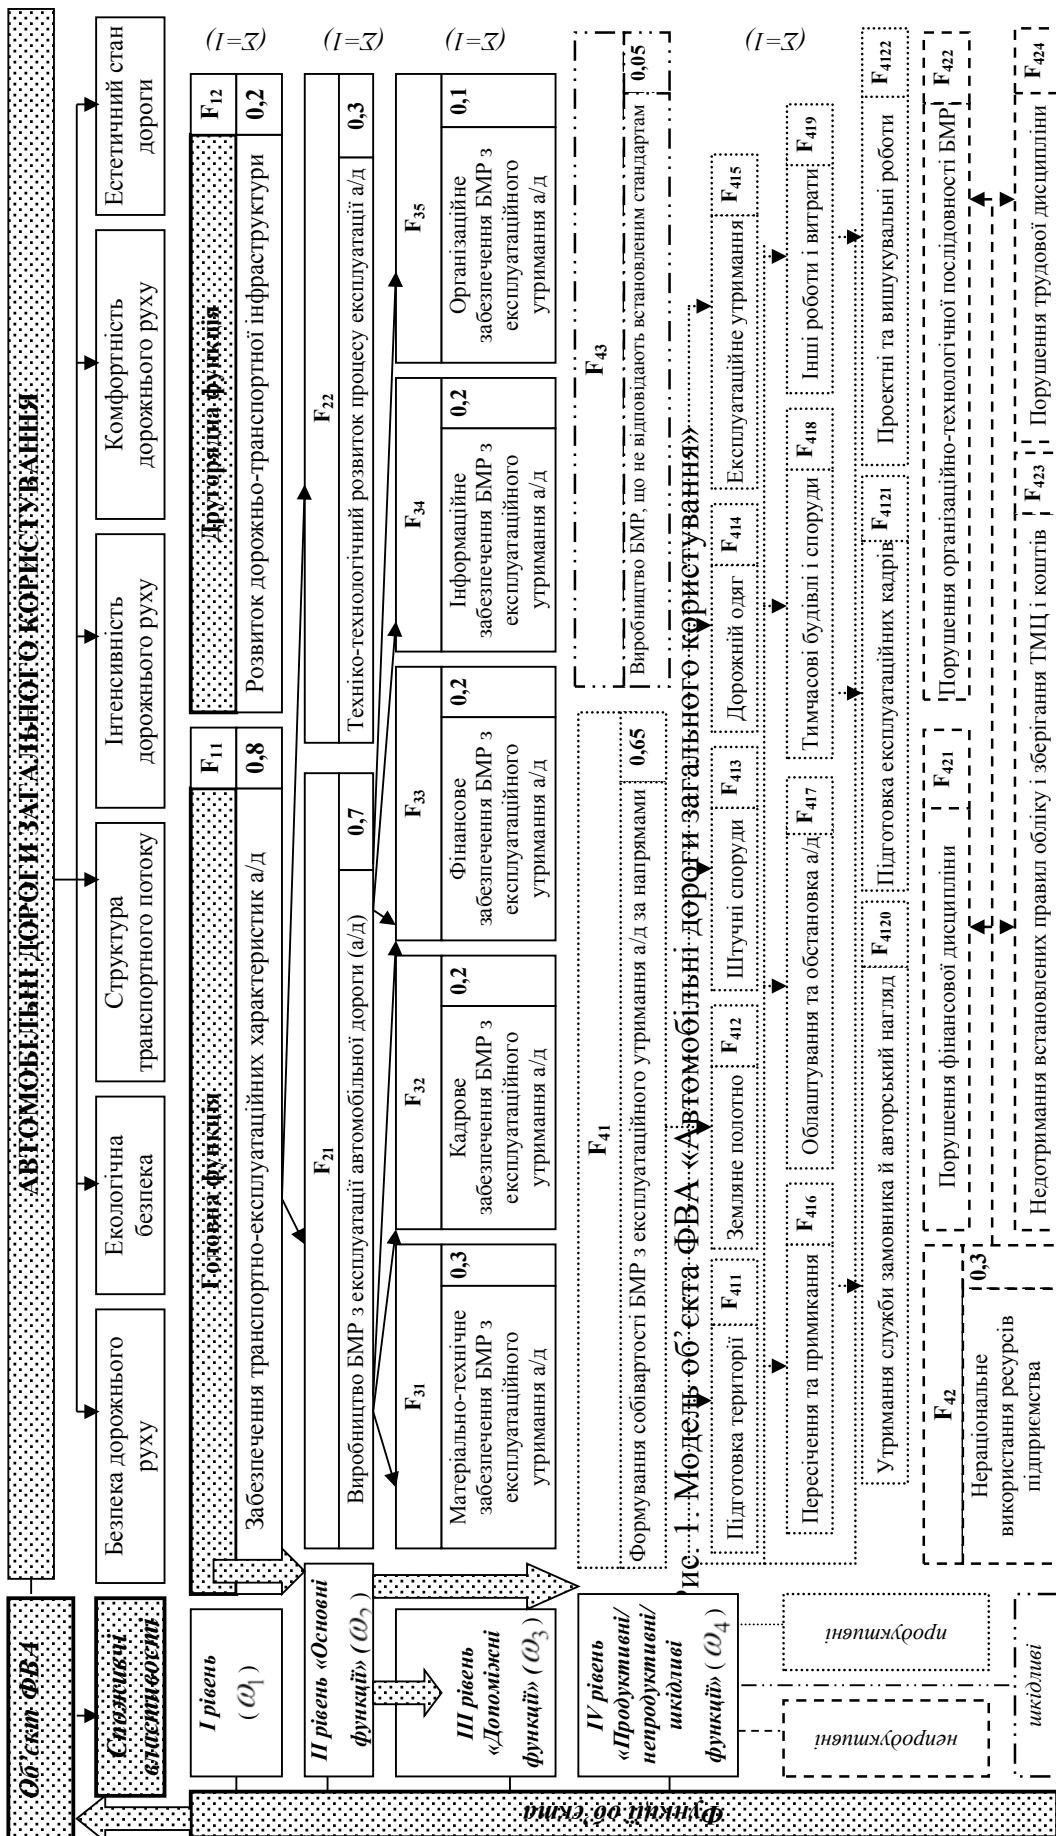 Об'єкт ФВА
АВТОМОБІЛЬНІ ДОРОГИ ЗАГАЛЬНОГО КОРИСТУВАННЯ
Споживчі
властивості
Безпека дорожнього
руху
Екологічна
безпека
Структура
транспортного потоку
Інтенсивність
дорожнього руху
Комфортність
дорожнього руху
Естетичний стан
дороги
Функції об'єкта
І рівень
(ω1)
Головна функція
F11
Забезпечення транспортно-експлуатаційних характеристик а/д
0,8
Другорядна функція
F12
Розвиток дорожньо-транспортної інфраструктури
0,2
(Σ=1)
ІІ рівень «Основні
функції» (ω2)
F21
Виробництво БМР з експлуатації автомобільної дороги (а/д)
0,7
F22
Техніко-технологічний розвиток процесу експлуатації а/д
0,3
(Σ=1)
ІІІ рівень
«Допоміжні
функції» (ω3)
F31
Матеріально-технічне
забезпечення БМР з
експлуатаційного
утримання а/д
0,3
F32
Кадрове
забезпечення БМР з
експлуатаційного
утримання а/д
0,2
F33
Фінансове
забезпечення БМР з
експлуатаційного
утримання а/д
0,2
F34
Інформаційне
забезпечення БМР з
експлуатаційного
утримання а/д
0,2
F35
Організаційне
забезпечення БМР з
експлуатаційного
утримання а/д
0,1
(Σ=1)
IV рівень
«Продуктивні/
непродуктивні/
шкідливі
функції» (ω4)
F41
Формування собівартості БМР з експлуатаційного утримання а/д за напрямами
0,65
F43
Виробництво БМР, що не відповідають встановленим стандартам
0,05
Рис. 1. Модель об'єкта ФВА «Автомобільні дороги загального користування»
(Σ=1)
Підготовка території
F411
Земляне полотно
F412
Штучні споруди
F413
Дорожній одяг
F414
Експлуатаційне утримання
F415
Пересічення та примикання
F416
Облаштування та обстановка а/д
F417
Тимчасові будівлі і споруди
F418
Інші роботи і витрати
F419
Утримання служби замовника й авторський нагляд
F4120
Підготовка експлуатаційних кадрів
F4121
Проектні та вишукувальні роботи
F4122
непродуктивні
продуктивні
шкідливі
F42
Нераціональне
використання ресурсів
підприємства
0,3
Порушення фінансової дисципліни
F421
Порушення організаційно-технологічної послідовності БМР
F422
Недотримання встановлених правил обліку і зберігання ТМЦ і коштів
F423
Порушення трудової дисципліни
F424